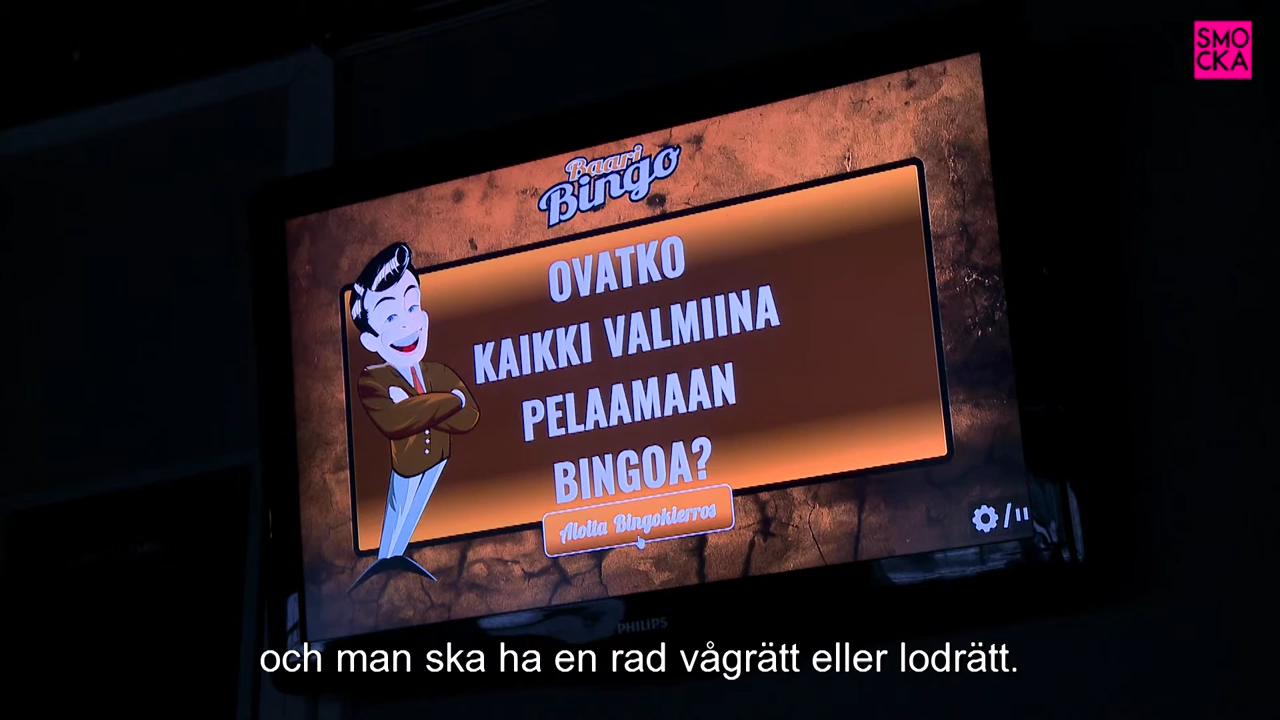 SMO
CKA
Baari
Bingo
OVATKO
KAIKKI VALMIINA
PELAAMAAN
BINGOA?
Aloita Bingokierros
PHILIPS
och man ska ha en rad vågrätt eller lodrätt.